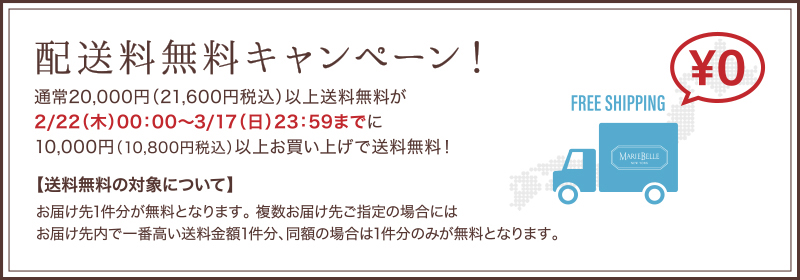 配送料無料キャンペーン！
通常20,000円（21,600円税込）以上送料無料が
2/22（木）00：00〜3/17（日）23：59までに
10,000円（10,800円税込）以上お買い上げで送料無料！
【送料無料の対象について】
お届け先1件分が無料となります。複数お届け先ご指定の場合には
お届け先内で一番高い送料金額1件分、同額の場合は1件分のみが無料となります。
¥0
FREE SHIPPING
MARIEBELLE
NEW YORK